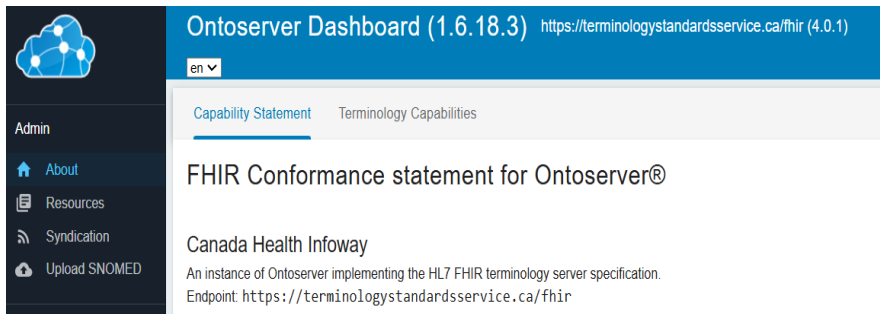 Ontoserver Dashboard (1.6.18.3) https://terminologystandardsservice.ca/fhir (4.0.1)
en
Admin
About
Resources
Syndication
Upload SNOMED
Capability Statement Terminology Capabilities
FHIR Conformance statement for Ontoserver®
Canada Health Infoway
An instance of Ontoserver implementing the HL7 FHIR terminology server specification.
Endpoint: https://terminologystandardsservice.ca/fhir